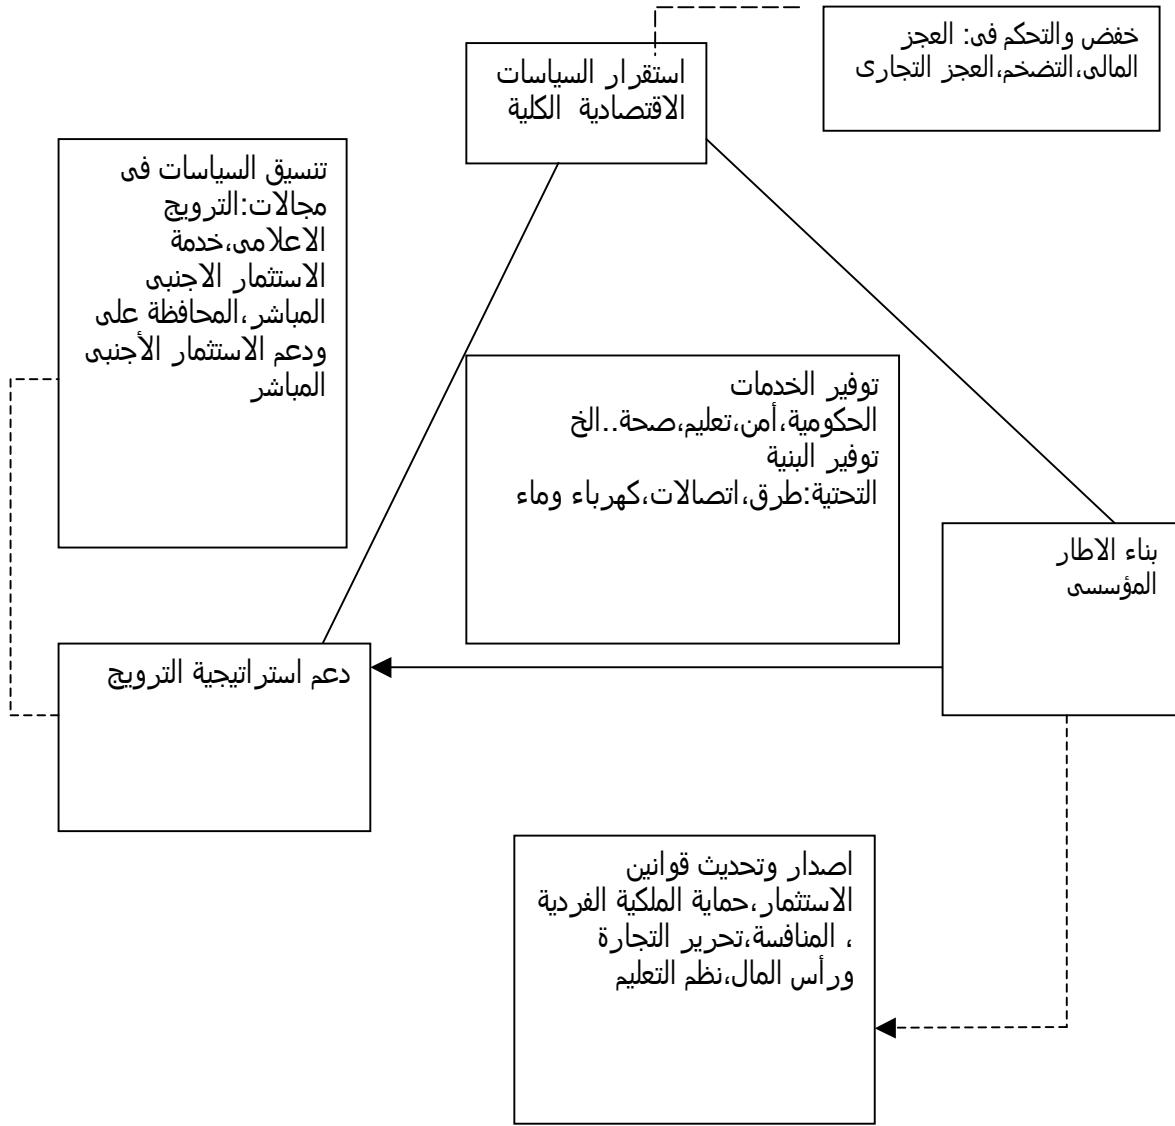 خفض والتحكم فى: العجز
المالى،التضخم،العجز التجارى
استقرار السياسات
الاقتصادية الكلية
تنسيق السياسات فى
مجالات:الترويج
الاعلامى،خدمة
الاستثمار الاجنبى
المباشر،المحافظة على
ودعم الاستثمار الأجنبى
المباشر
توفير الخدمات
الحكومية،أمن،تعليم،صحة..الخ
توفير البنية
التحتية:طرق،اتصالات،كهرباء وماء
بناء الاطار
المؤسسى
دعم استراتيجية الترويج
اصدار وتحديث قوانين
الاستثمار،حماية الملكية الفردية
، المنافسة،تحرير التجارة
ورأس المال،نظم التعليم